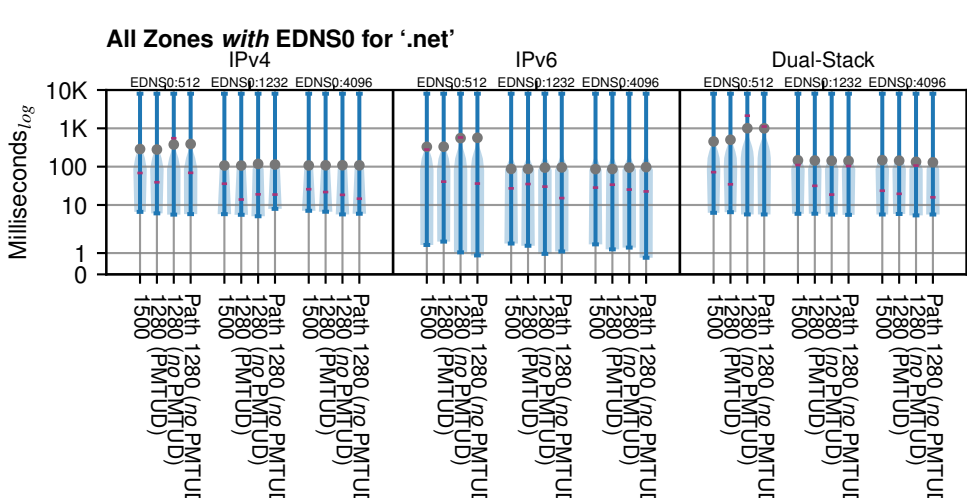 All Zones with EDNS0 for ‘.net’
IPv4 IPv6 Dual-Stack
EDNS0:512 EDNS0:1232 EDNS0:4096 EDNS0:512 EDNS0:1232 EDNS0:4096 EDNS0:512 EDNS0:1232 EDNS0:4096
Milliseconds log
10K
1K
100
10
1
0
1500
1280 (PMTUD)
1280 (no PMTUD)
Path 1280 (no PMTUD
1500
1280 (PMTUD)
1280 (no PMTUD)
Path 1280 (no PMTUD
1500
1280 (PMTUD)
1280 (no PMTUD)
Path 1280 (no PMTUD
1500
1280 (PMTUD)
1280 (no PMTUD)
Path 1280 (no PMTUD
1500
1280 (PMTUD)
1280 (no PMTUD)
Path 1280 (no PMTUD
1500
1280 (PMTUD)
1280 (no PMTUD)
Path 1280 (no PMTUD
1500
1280 (PMTUD)
1280 (no PMTUD)
Path 1280 (no PMTUD
1500
1280 (PMTUD)
1280 (no PMTUD)
Path 1280 (no PMTUD
1500
1280 (PMTUD)
1280 (no PMTUD)
Path 1280 (no PMTUD